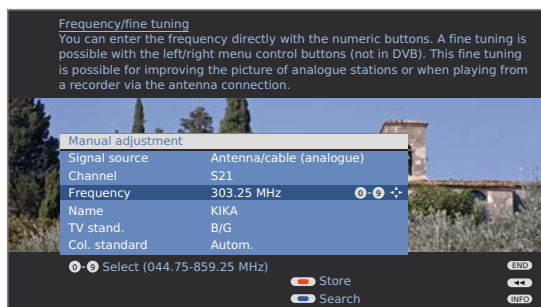 Frequency/fine tuning
You can enter the frequency directly with the numeric buttons. A fine tuning is
possible with the left/right menu control buttons (not in DVB). This fine tuning
is possible for improving the picture of analogue stations or when playing from
a recorder via the antenna connection.
Manual adjustment
Signal source Antenna/cable (analogue)
Channel S21
Frequency 303.25 MHz 0-9
Name KIKA
TV stand. B/G
Col. standard Autom.
0-9 Select (044.75-859.25 MHz) END
Store
Search INFO